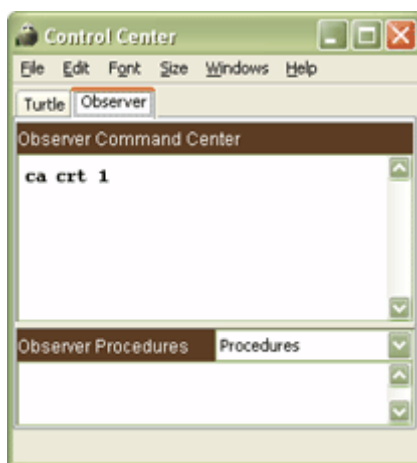 Control Center
File Edit Font Size Windows Help
Turtle Observer
Observer Command Center
ca crt 1
Observer Procedures Procedures